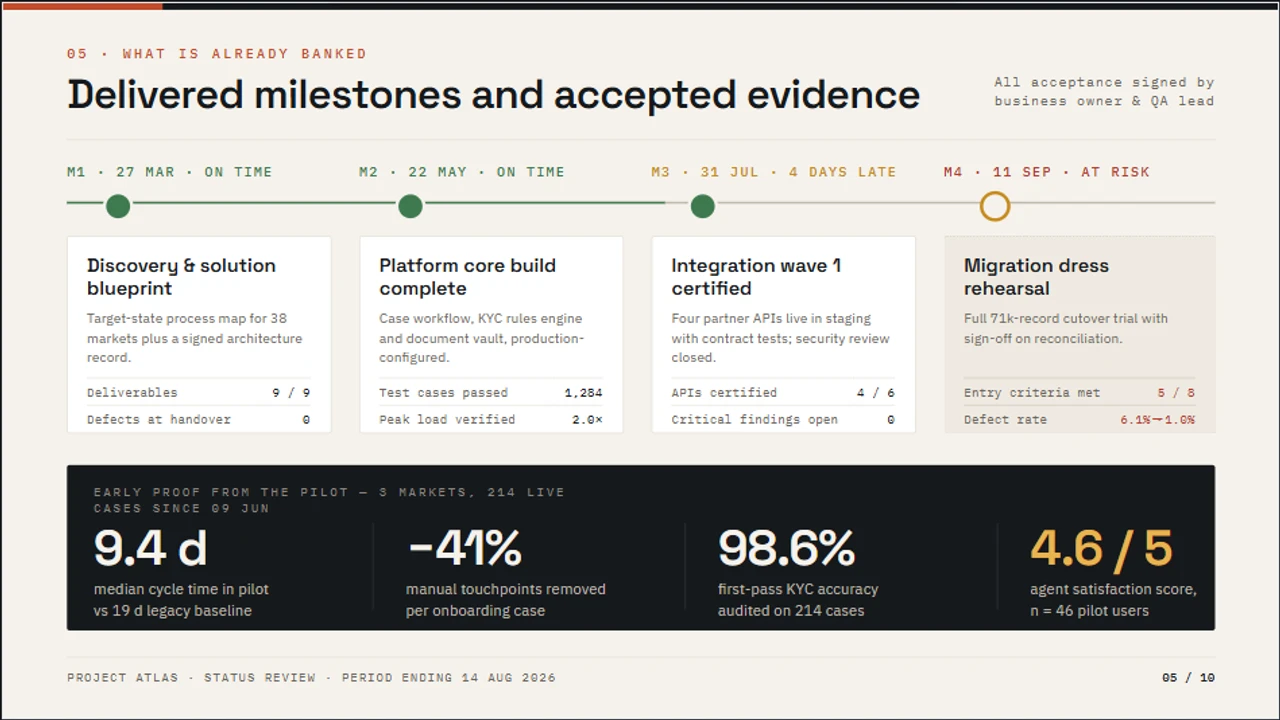 05 · WHAT IS ALREADY BANKED
Delivered milestones and accepted evidence
All acceptance signed by
business owner & QA lead
M1 · 27 MAR · ON TIME
M2 · 22 MAY · ON TIME
M3 · 31 JUL · 4 DAYS LATE
M4 · 11 SEP · AT RISK
Discovery & solution
blueprint
Target-state process map for 38
markets plus a signed architecture
record.
Deliverables 9 / 9
Defects at handover 0
Platform core build
complete
Case workflow, KYC rules engine
and document vault, production-
configured.
Test cases passed 1,284
Peak load verified 2.0×
Integration wave 1
certified
Four partner APIs live in staging
with contract tests; security review
closed.
APIs certified 4 / 6
Critical findings open 0
Migration dress
rehearsal
Full 71k-record cutover trial with
sign-off on reconciliation.
Entry criteria met 5 / 8
Defect rate 6.1%→1.0%
EARLY PROOF FROM THE PILOT — 3 MARKETS, 214 LIVE
CASES SINCE 09 JUN
9.4 d
median cycle time in pilot
vs 19 d legacy baseline
−41%
manual touchpoints removed
per onboarding case
98.6%
first-pass KYC accuracy
audited on 214 cases
4.6 / 5
agent satisfaction score,
n = 46 pilot users
PROJECT ATLAS · STATUS REVIEW · PERIOD ENDING 14 AUG 2026
05 / 10